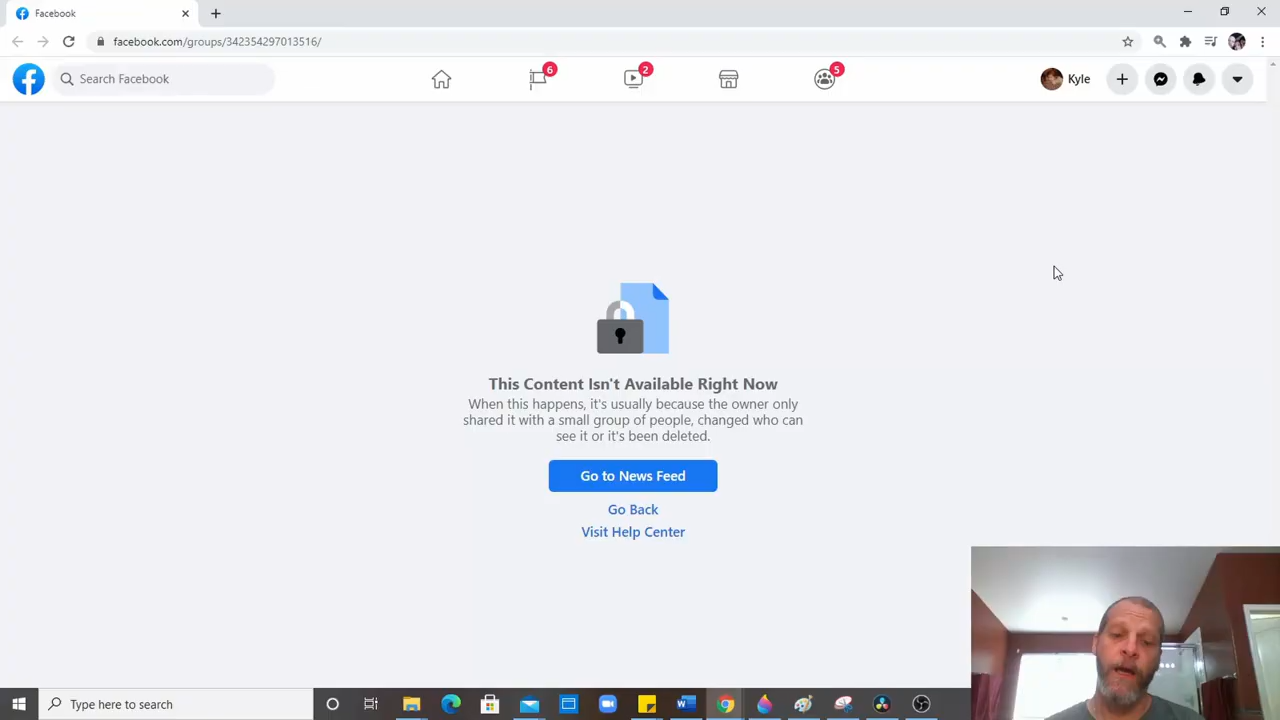 Facebook
facebook.com/groups/342354297013516/
Search Facebook
6
2
5
Kyle
This Content Isn't Available Right Now
When this happens, it's usually because the owner only
shared it with a small group of people, changed who can
see it or it's been deleted.
Go to News Feed
Go Back
Visit Help Center
Type here to search